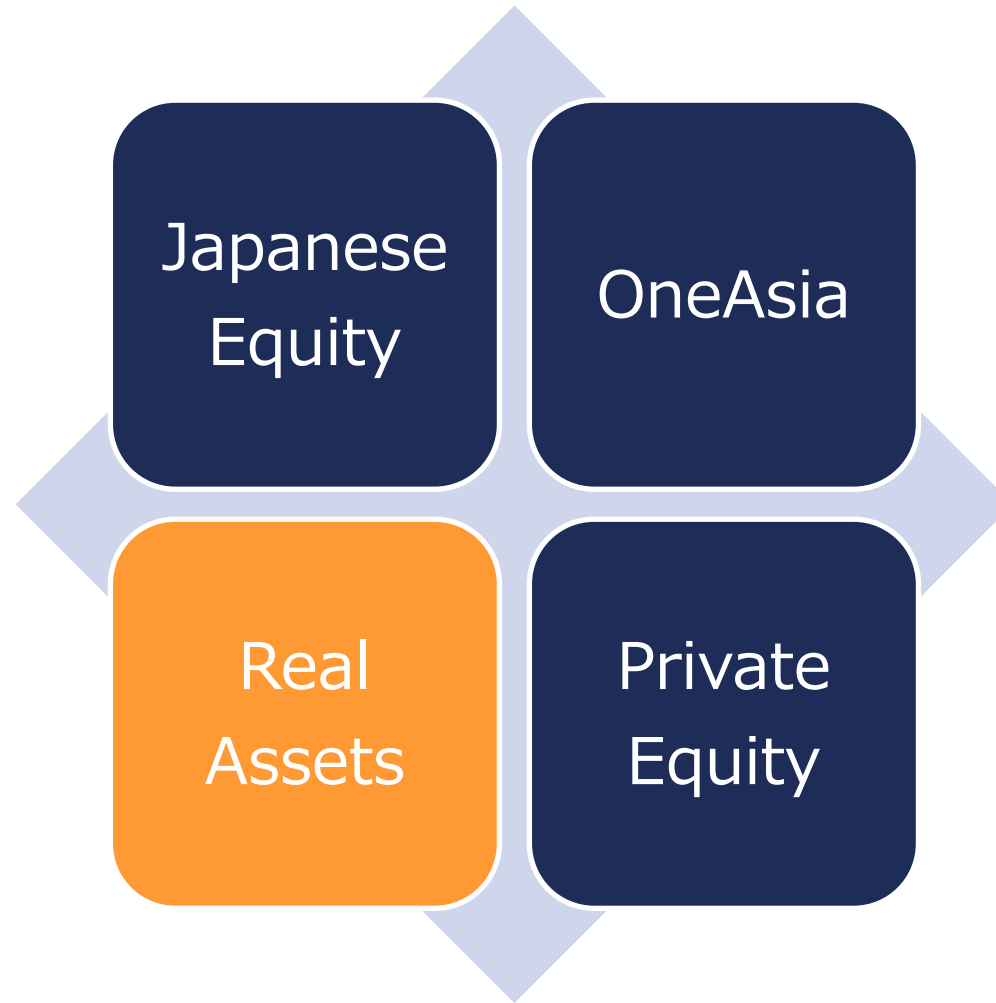 Japanese
Equity
OneAsia
Real
Assets
Private
Equity